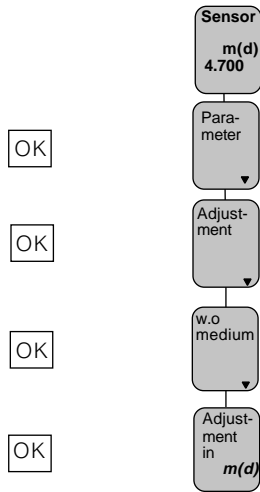 Sensor
m(d)
4.700
OK
Para-
meter
OK
Adjust-
ment
OK
w.o
medium
OK
Adjust-
ment
in
m(d)